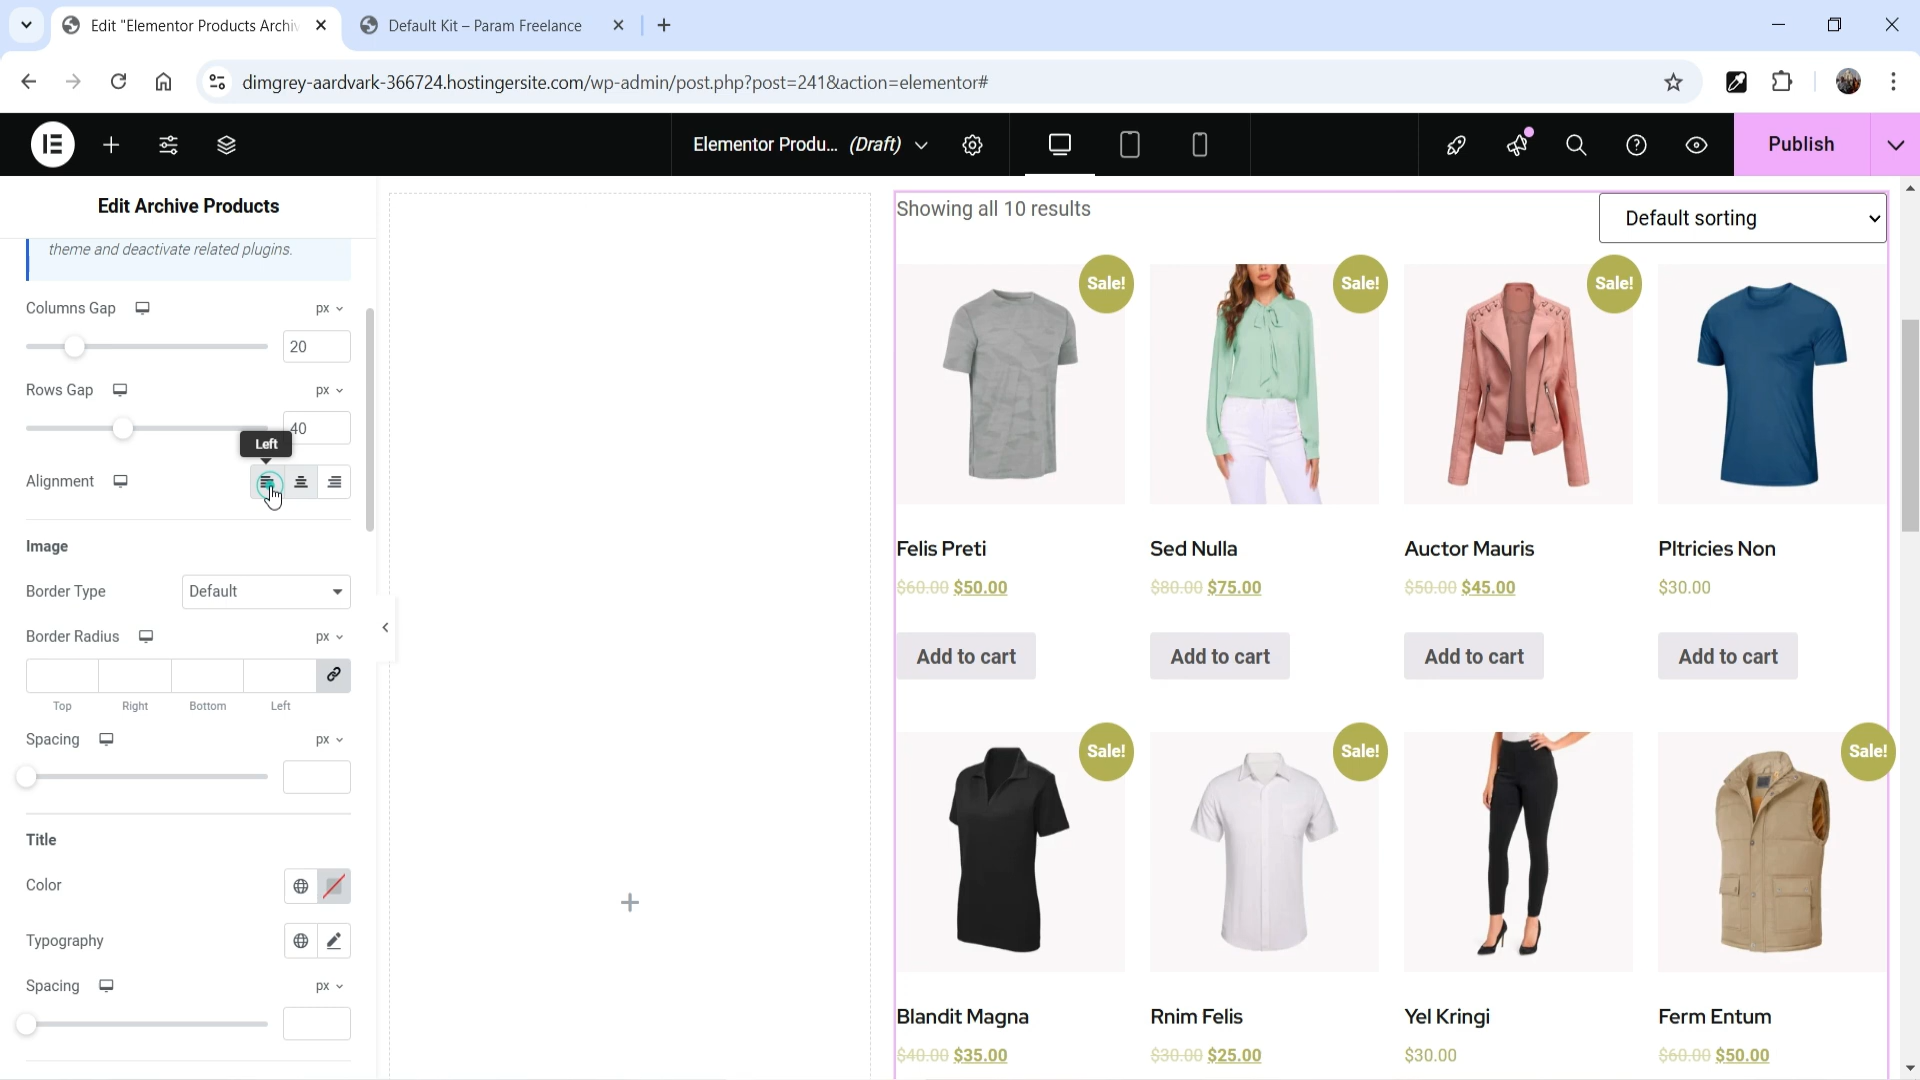 Edit "Elementor Products Archiv
Default Kit – Param Freelance
dimgrey-aardvark-366724.hostingersite.com/wp-admin/post.php?post=241&action=elementor#
Elementor Produ... (Draft)
Publish
Edit Archive Products
theme and deactivate related plugins.
Columns Gap
px
20
Rows Gap
px
40
Left
Alignment
Image
Border Type
Default
Border Radius
px
Top Right Bottom Left
Spacing
px
Title
Color
Typography
Spacing
px
Showing all 10 results
Default sorting
Sale! Sale! Sale!
Felis Preti Sed Nulla Auctor Mauris Pltricies Non
$60.00 $50.00 $80.00 $75.00 $50.00 $45.00 $30.00
Add to cart Add to cart Add to cart Add to cart
Sale! Sale! Sale!
Blandit Magna Rnim Felis Yel Kringi Ferm Entum
$40.00 $35.00 $30.00 $25.00 $30.00 $60.00 $50.00